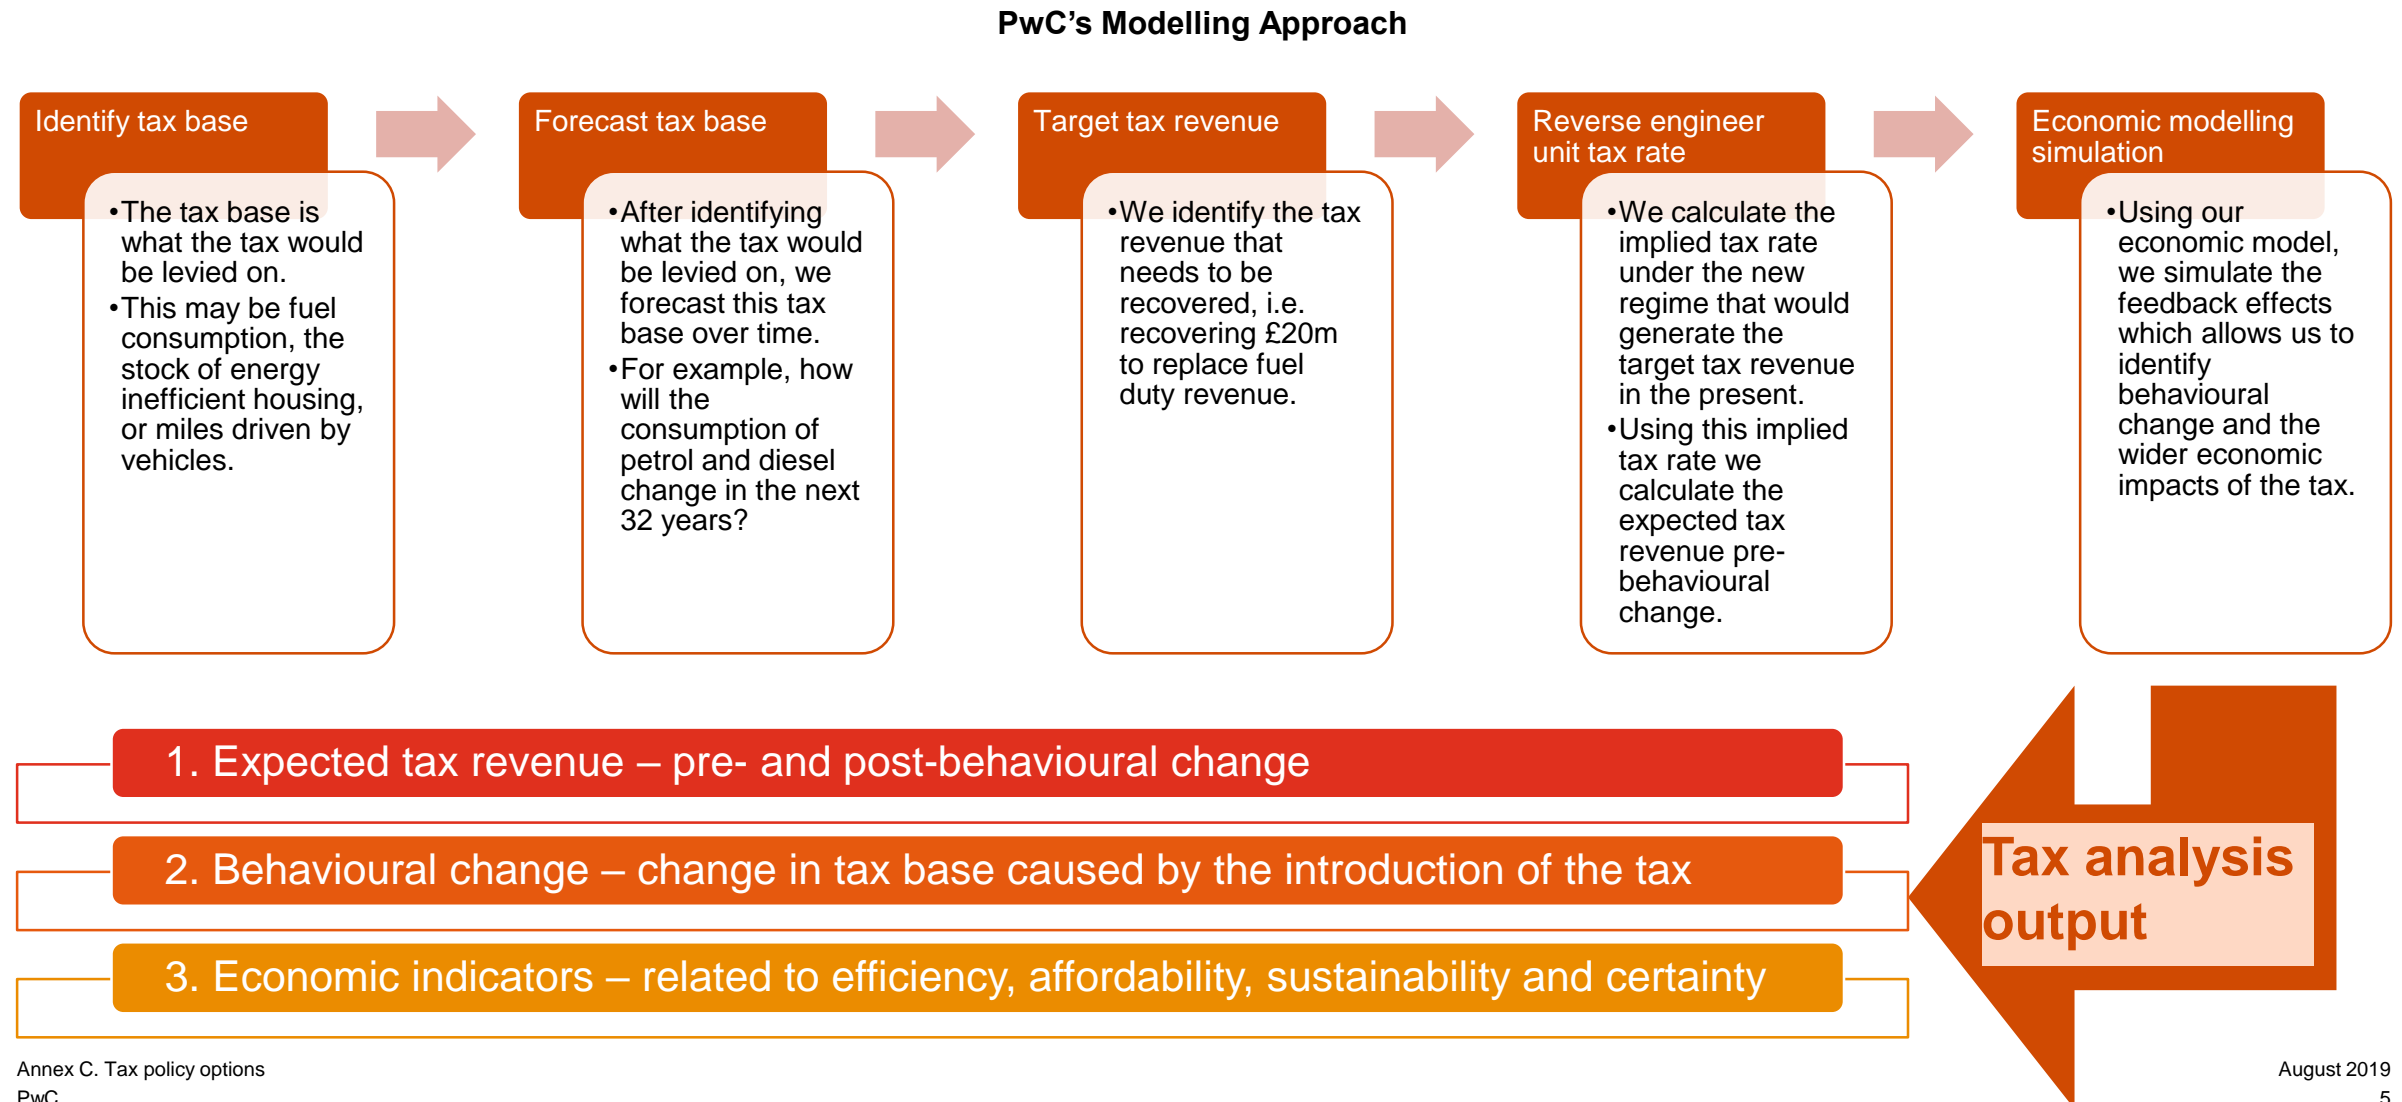 PwC’s Modelling Approach
Identify tax base
•The tax base is
what the tax would
be levied on.
•This may be fuel
consumption, the
stock of energy
inefficient housing,
or miles driven by
vehicles.
Forecast tax base
•After identifying
what the tax would
be levied on, we
forecast this tax
base over time.
•For example, how
will the
consumption of
petrol and diesel
change in the next
32 years?
Target tax revenue
•We identify the tax
revenue that
needs to be
recovered, i.e.
recovering £20m
to replace fuel
duty revenue.
Reverse engineer
unit tax rate
•We calculate the
implied tax rate
under the new
regime that would
generate the
target tax revenue
in the present.
•Using this implied
tax rate we
calculate the
expected tax
revenue pre-
behavioural
change.
Economic modelling
simulation
•Using our
economic model,
we simulate the
feedback effects
which allows us to
identify
behavioural
change and the
wider economic
impacts of the tax.
1. Expected tax revenue – pre- and post-behavioural change
2. Behavioural change – change in tax base caused by the introduction of the tax
3. Economic indicators – related to efficiency, affordability, sustainability and certainty
Tax analysis
output
Annex C. Tax policy options
PwC
August 2019
5